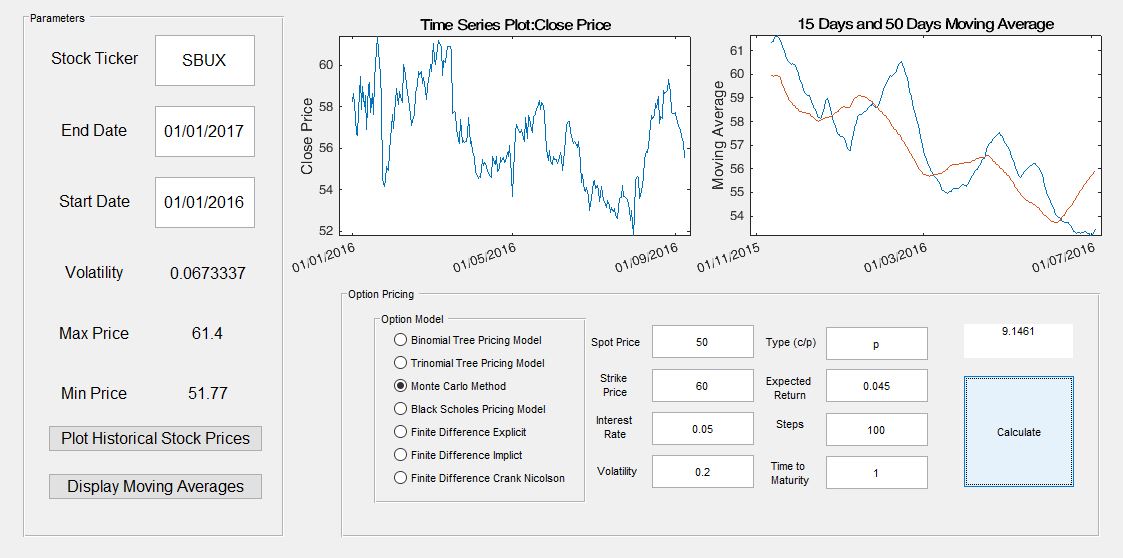 Parameters
Stock Ticker
SBUX
End Date
01/01/2017
Start Date
01/01/2016
Volatility
0.0673337
Max Price
61.4
Min Price
51.77
Plot Historical Stock Prices
Display Moving Averages
Time Series Plot:Close Price
Close Price
60
58
56
54
52
01/01/2016
01/05/2016
01/09/2016
15 Days and 50 Days Moving Average
Moving Average
61
60
59
58
57
56
55
54
01/11/2015
01/03/2016
01/07/2016
Option Pricing
Option Model
Binomial Tree Pricing Model
Trinomial Tree Pricing Model
Monte Carlo Method
Black Scholes Pricing Model
Finite Difference Explicit
Finite Difference Implict
Finite Difference Crank Nicolson
Spot Price
50
Strike
Price
60
Interest
Rate
0.05
Volatility
0.2
Type (c/p)
p
Expected
Return
0.045
Steps
100
Time to
Maturity
1
9.1461
Calculate